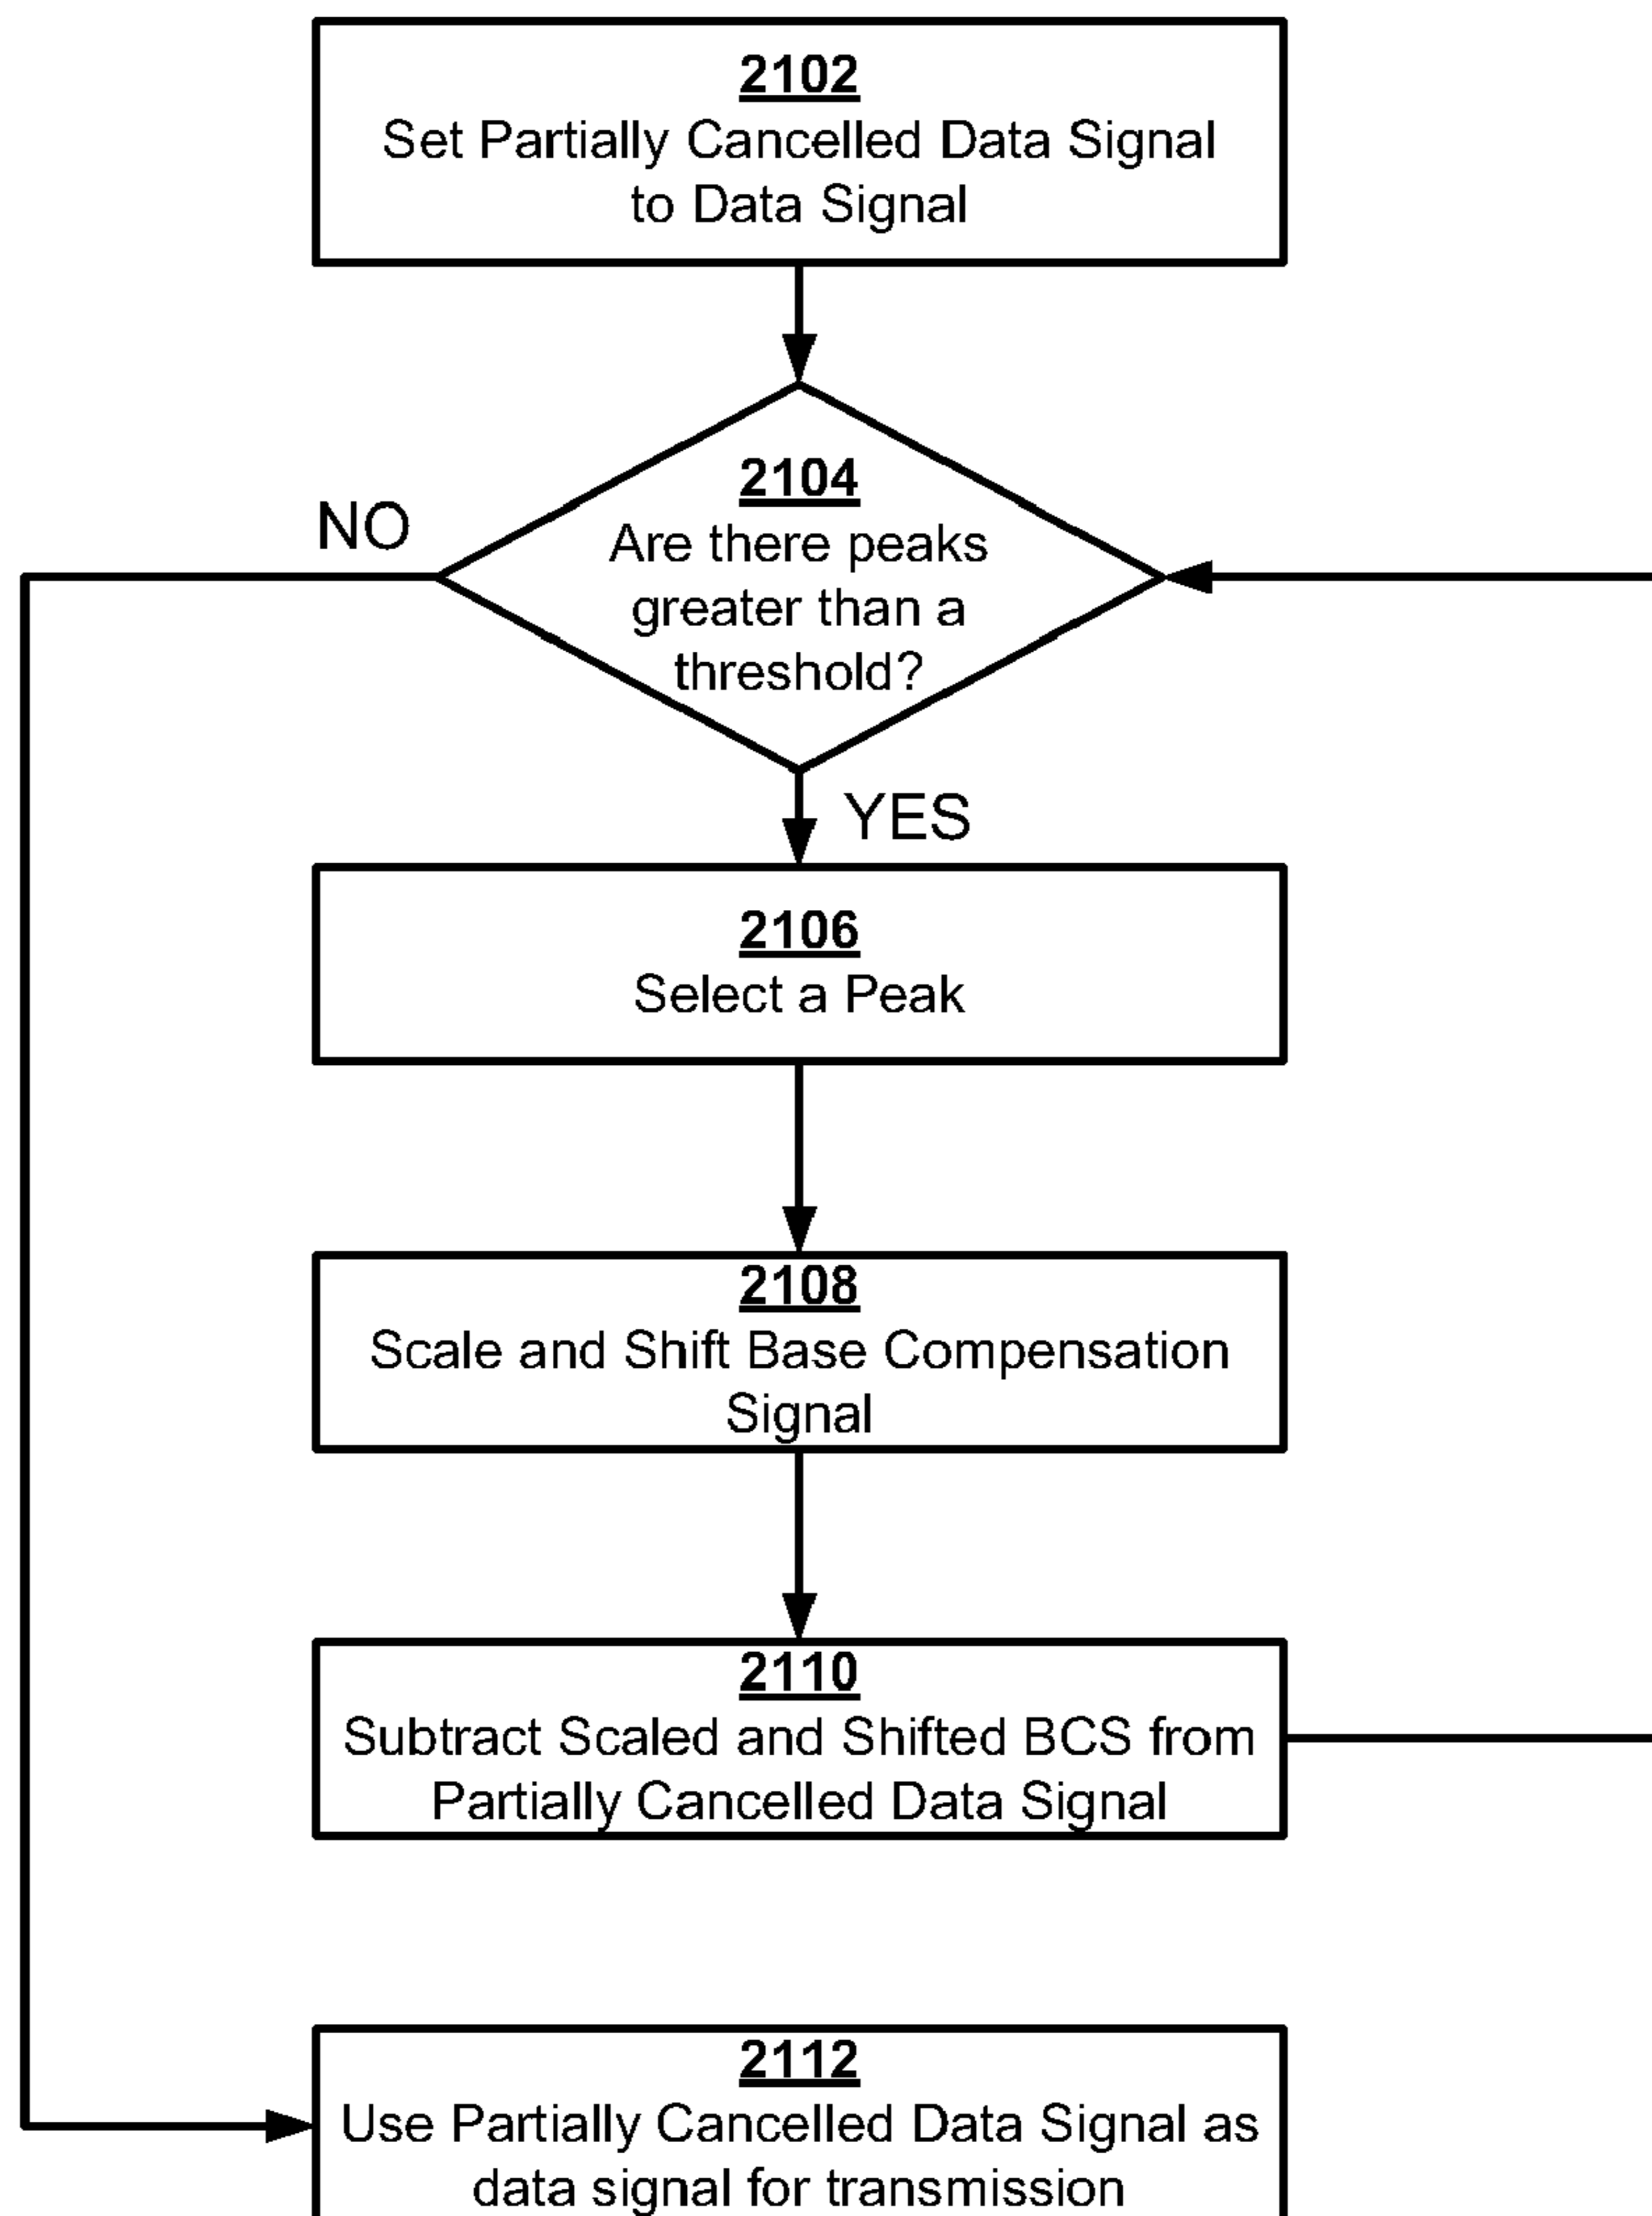 2102
Set Partially Cancelled Data Signal
to Data Signal
2104
Are there peaks
greater than a
threshold?
NO
YES
2106
Select a Peak
2108
Scale and Shift Base Compensation
Signal
2110
Subtract Scaled and Shifted BCS from
Partially Cancelled Data Signal
2112
Use Partially Cancelled Data Signal as
data signal for transmission